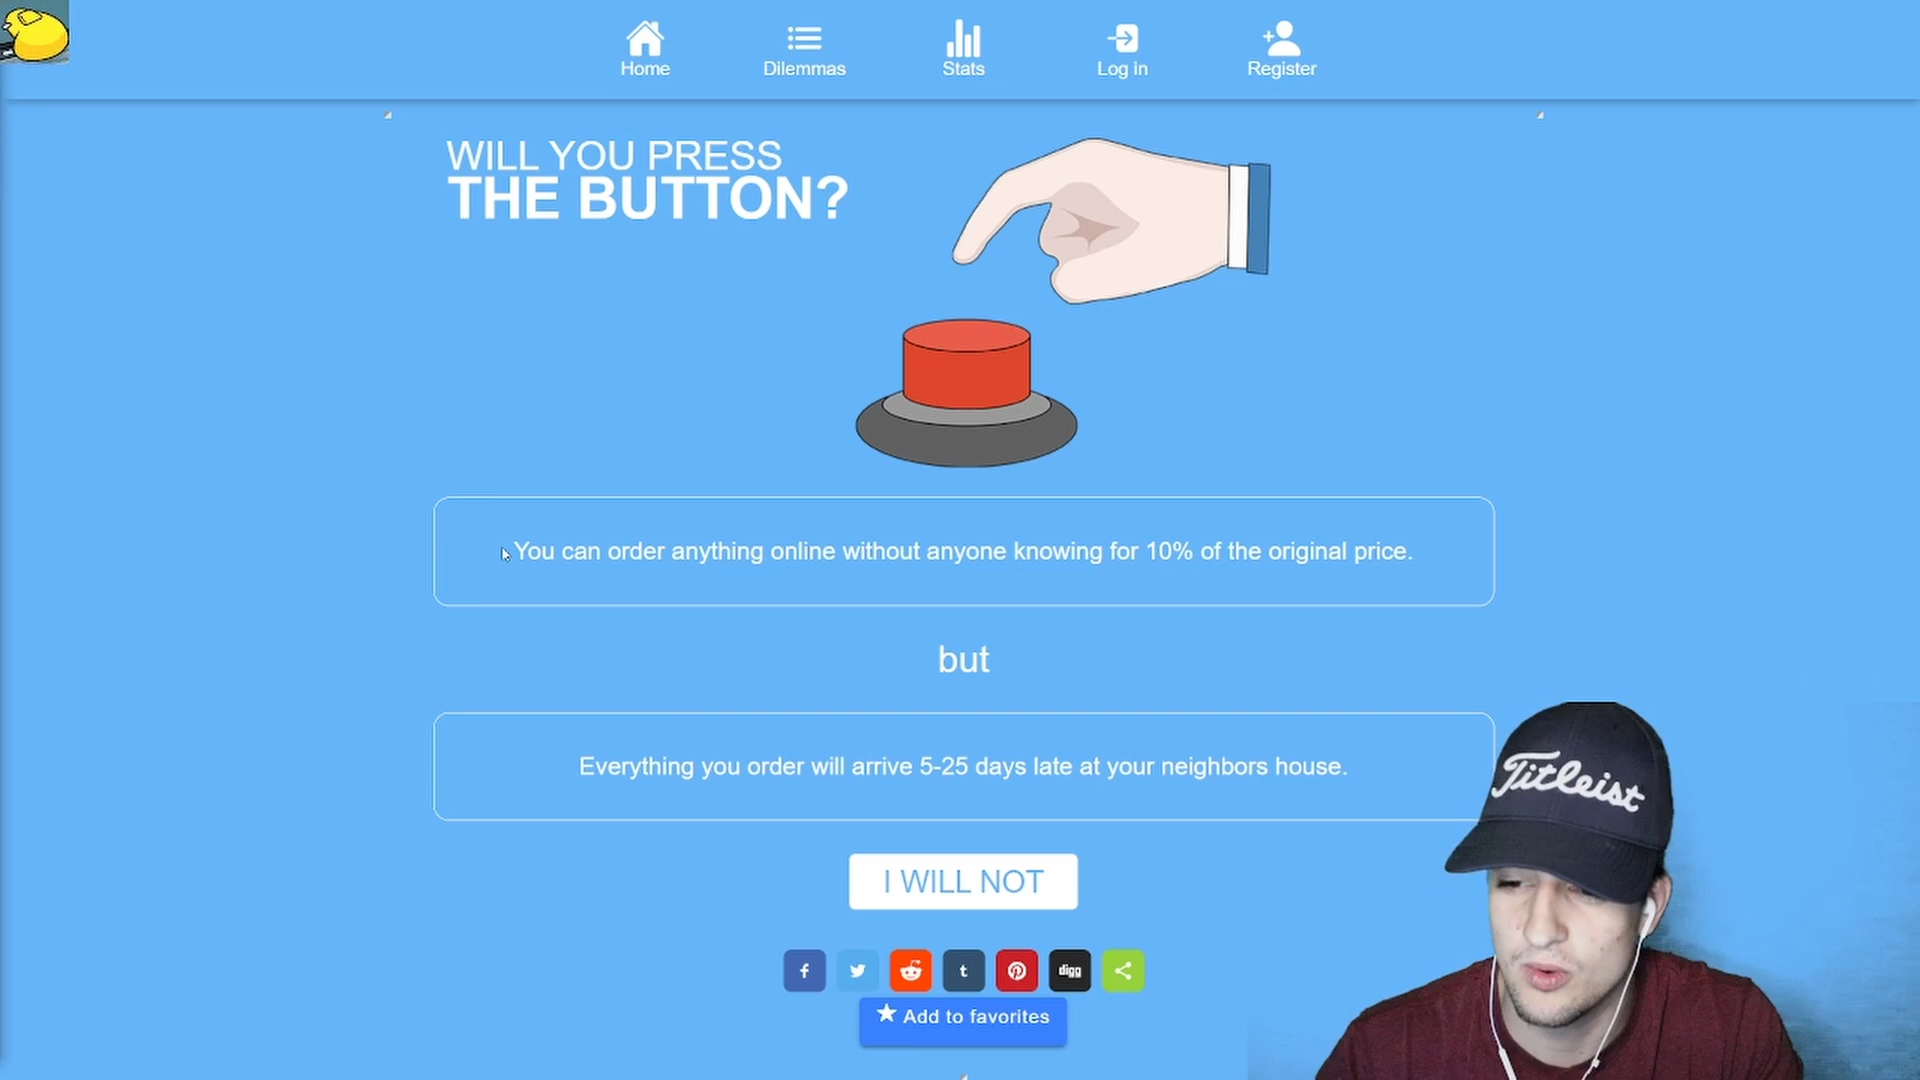 Home
Dilemmas
Stats
Log in
Register
WILL YOU PRESS
THE BUTTON?
You can order anything online without anyone knowing for 10% of the original price.
but
Everything you order will arrive 5-25 days late at your neighbors house.
Titleist
I WILL NOT
f
t
digg
Add to favorites